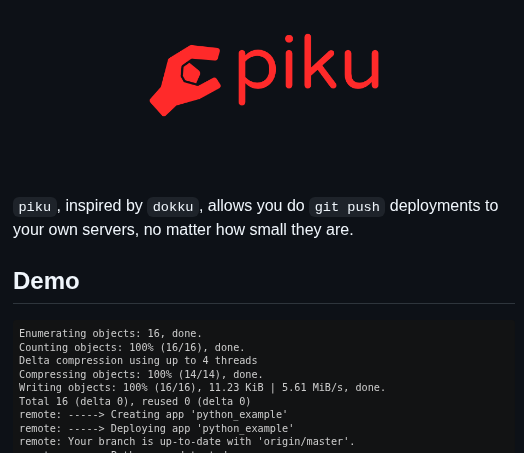 piku
piku, inspired by dokku, allows you do git push deployments to
your own servers, no matter how small they are.
Demo
Enumerating objects: 16, done.
Counting objects: 100% (16/16), done.
Delta compression using up to 4 threads
Compressing objects: 100% (14/14), done.
Writing objects: 100% (16/16), 11.23 KiB | 5.61 MiB/s, done.
Total 16 (delta 0), reused 0 (delta 0)
remote: -----> Creating app 'python_example'
remote: -----> Deploying app 'python_example'
remote: Your branch is up-to-date with 'origin/master'.